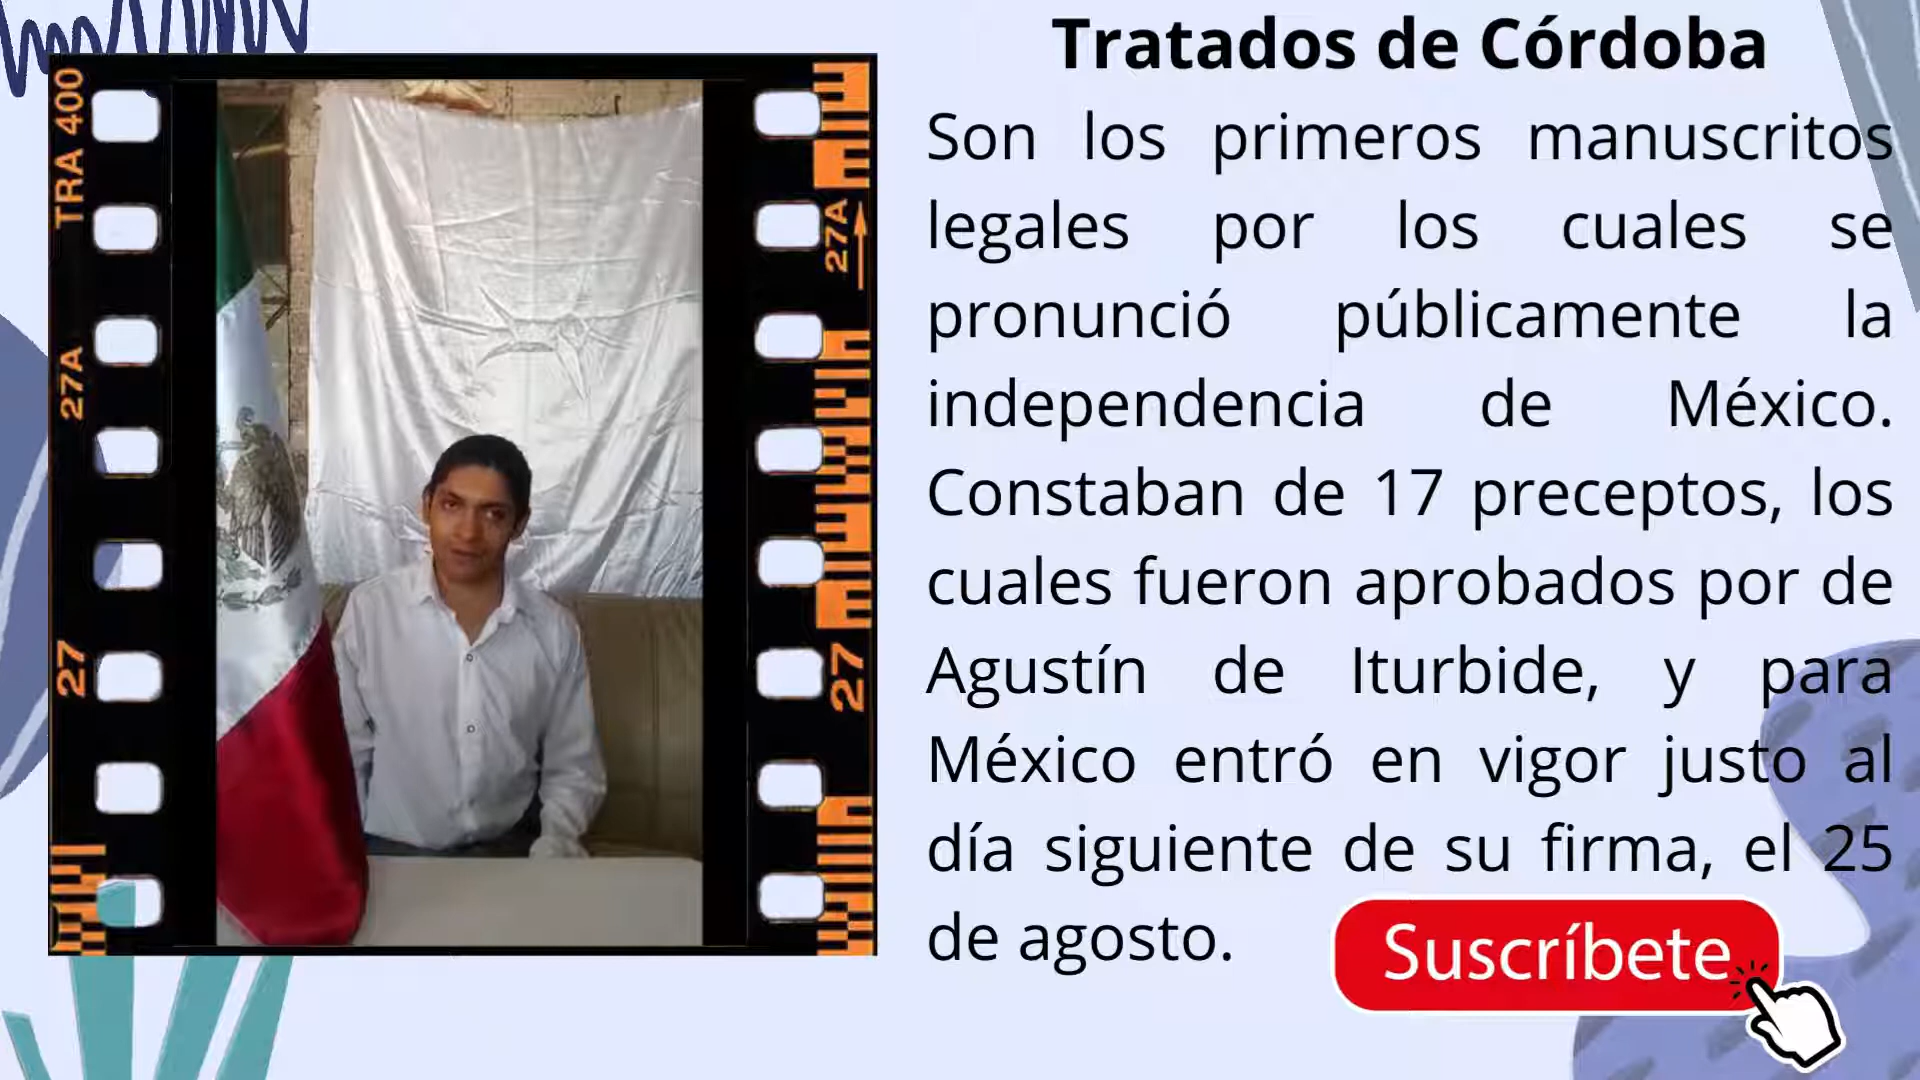 Tratados de Córdoba
Son los primeros manuscritos
legales por los cuales se
pronunció públicamente la
independencia de México.
Constaban de 17 preceptos, los
cuales fueron aprobados por de
Agustín de Iturbide, y para
México entró en vigor justo al
día siguiente de su firma, el 25
de agosto.
Suscríbete
TRA 400
27A
27
27A
27